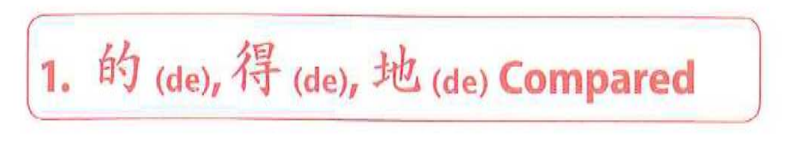 1. 的 (de), 得 (de), 地 (de) Compared